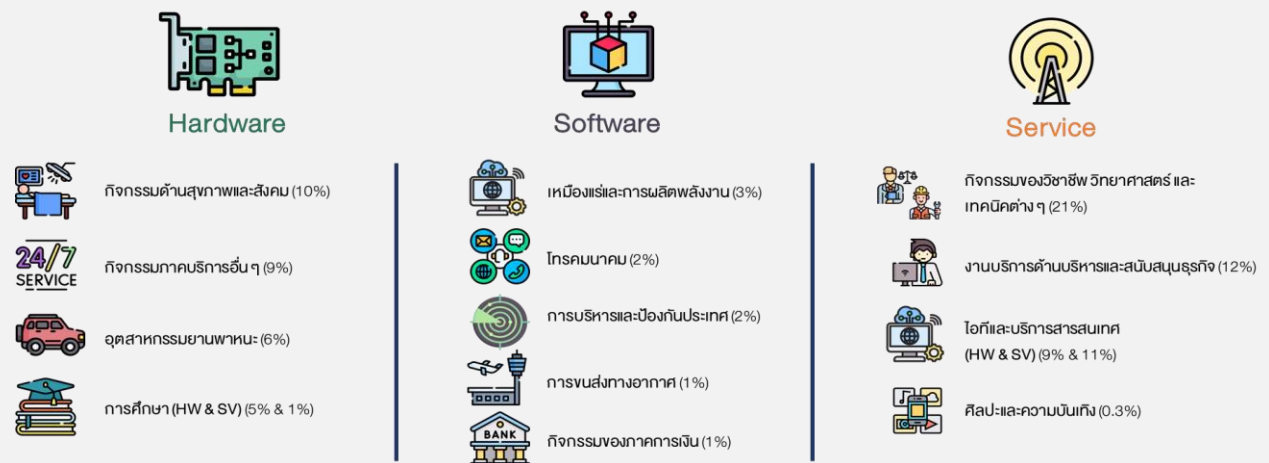 Hardware
กิจกรรมด้านสุขภาพและสังคม (10%)
24/7
SERVICE
กิจกรรมภาคบริการอื่น ๆ (9%)
อุตสาหกรรมยานพาหนะ (6%)
การศึกษา (HW & SV) (5% & 1%)
Software
เหมืองแร่และการผลิตพลังงาน (3%)
โทรคมนาคม (2%)
การบริหารและป้องกันประเทศ (2%)
การขนส่งทางอากาศ (1%)
BANK
กิจกรรมของภาคการเงิน (1%)
Service
กิจกรรมของวิชาชีพ วิทยาศาสตร์ และ
เทคนิคต่าง ๆ (21%)
งานบริการด้านบริหารและสนับสนุนธุรกิจ (12%)
ไอทีและบริการสารสนเทศ
(HW & SV) (9% & 11%)
ศิลปะและความบันเทิง (0.3%)